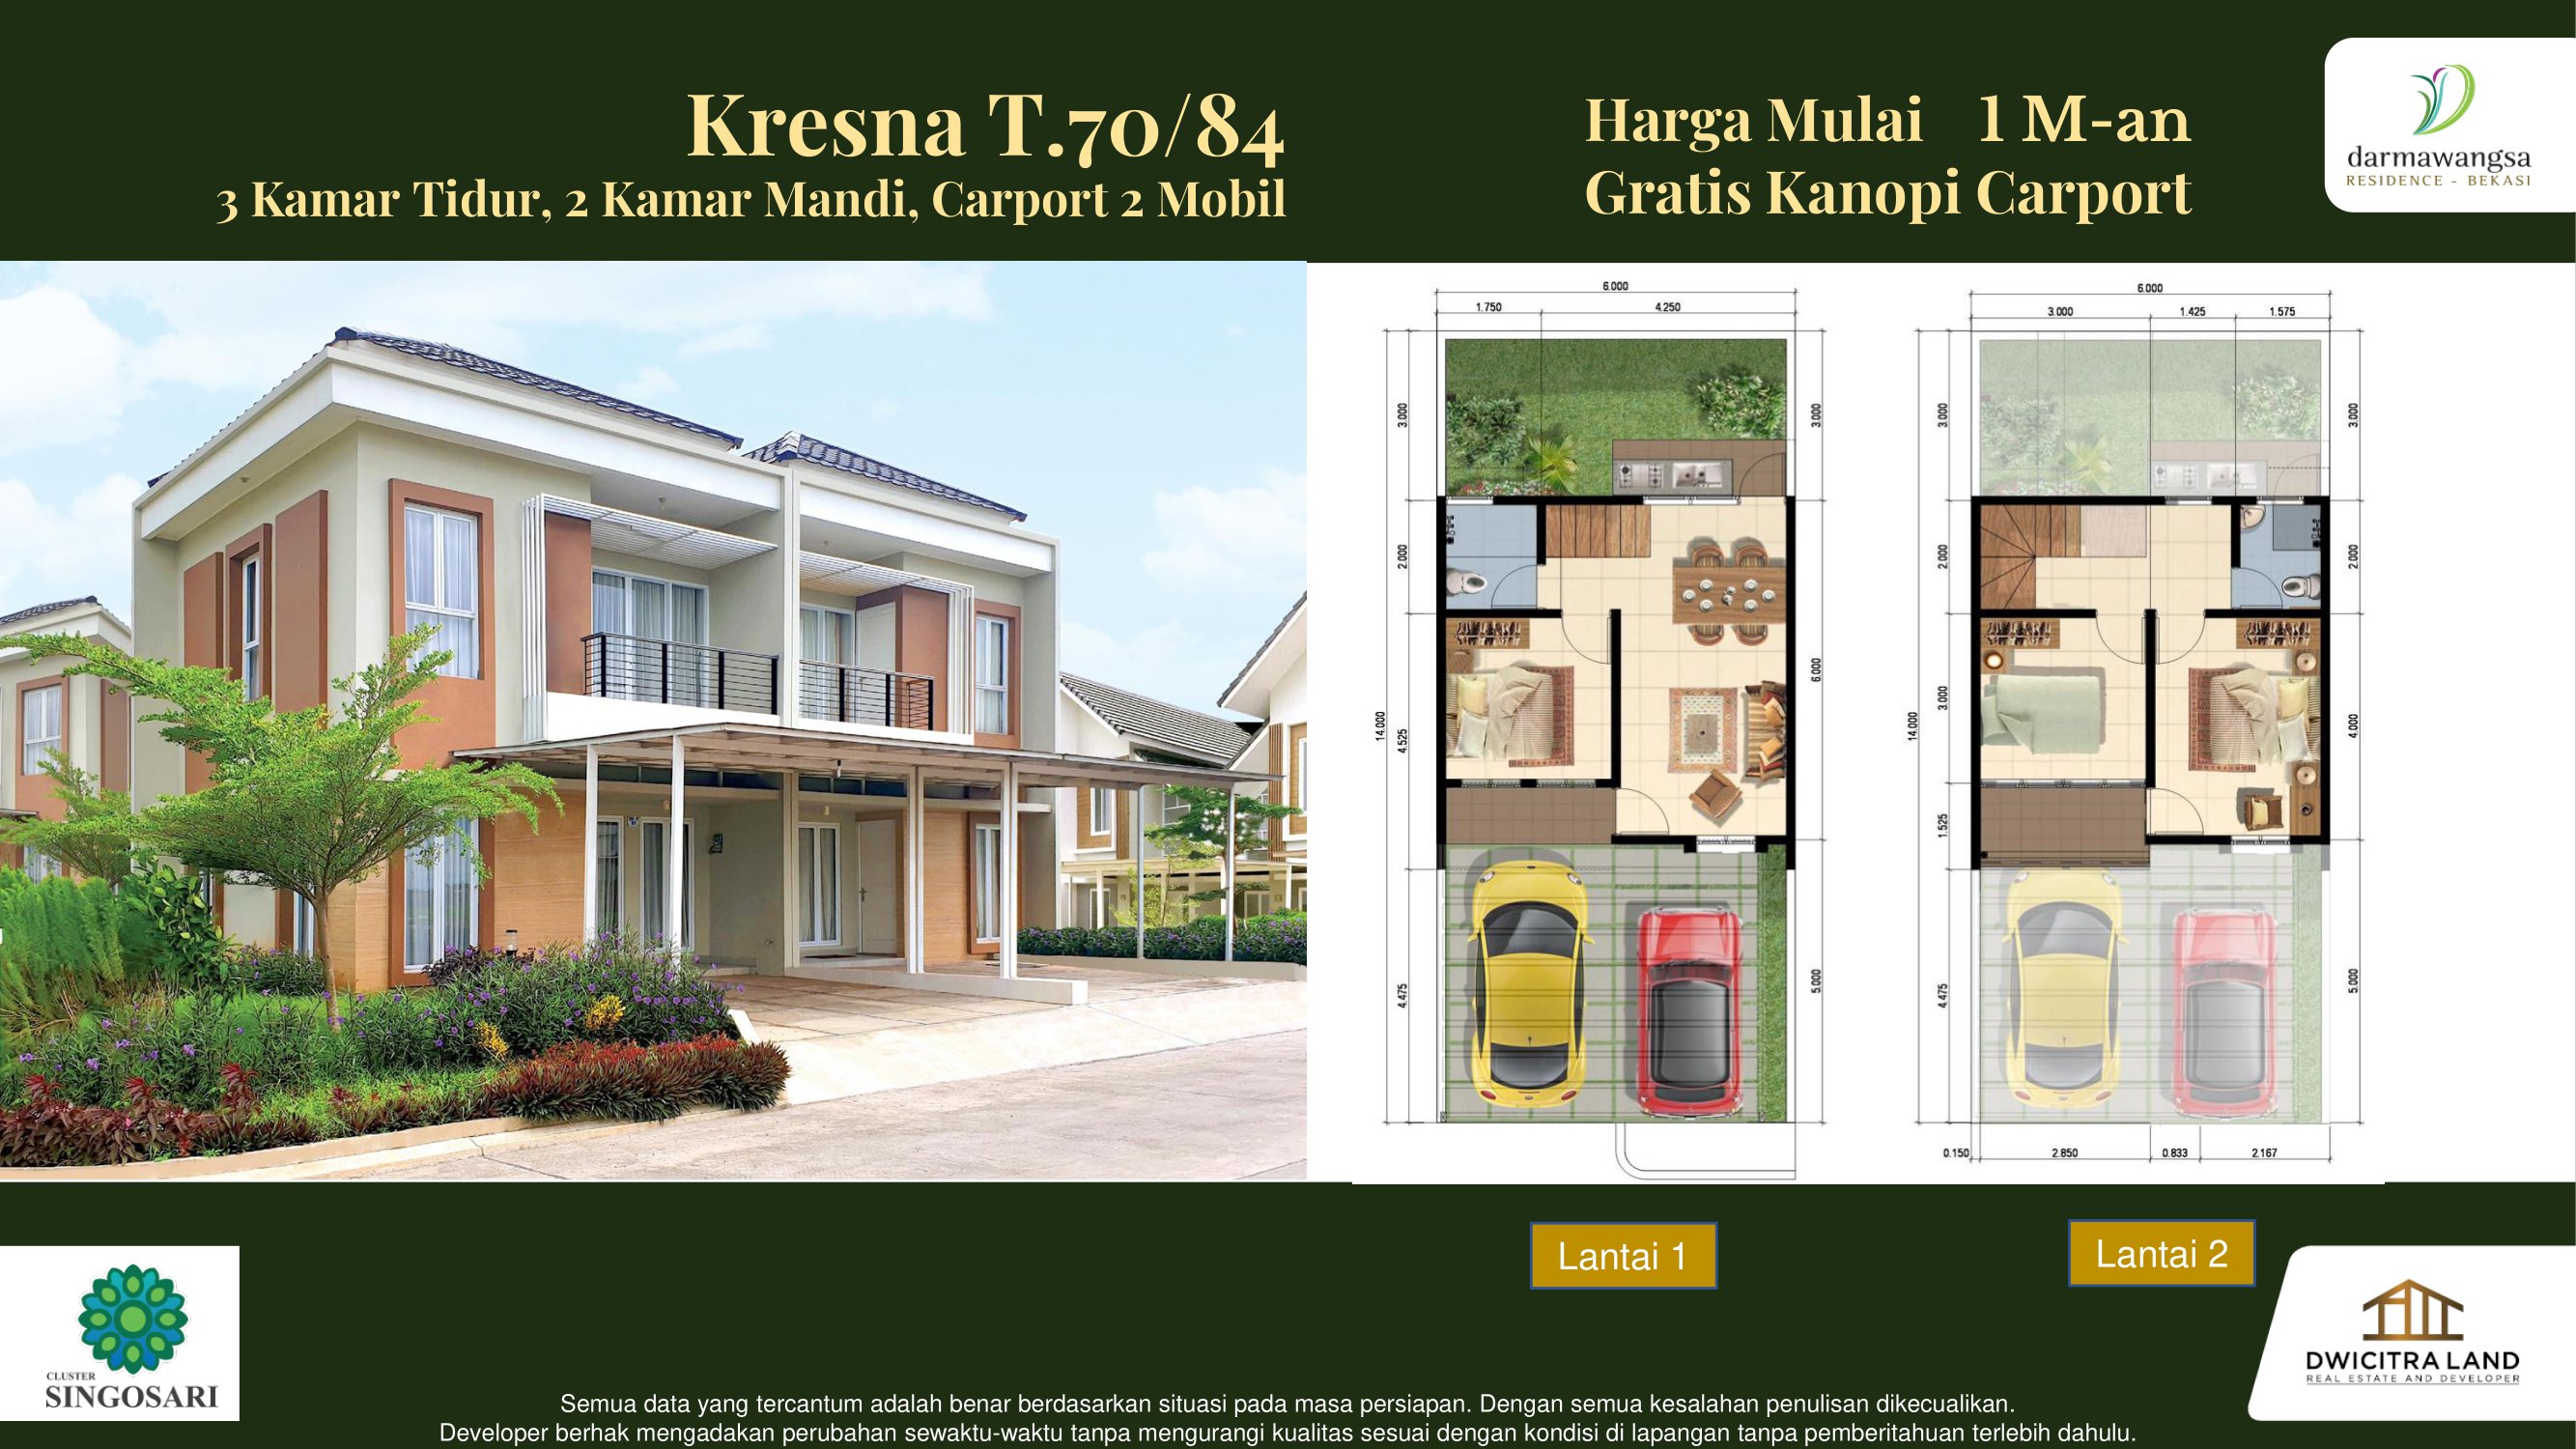 Kresna T.70/84
3 Kamar Tidur, 2 Kamar Mandi, Carport 2 Mobil
Harga Mulai 1 M-an
Gratis Kanopi Carport
darmawangsa
RESIDENCE - BEKASI
6.000
1.750 4.250
3.000
2.000
4.525
14.000
4.475
3.000
6.000
5.000
6.000
3.000 1.425 1.575
3.000
2.000
3.000
14.000
1.525
4.475
3.000
2.000
4.000
5.000
0.150 2.850 0.833 2.167
Lantai 1
Lantai 2
CLUSTER
SINGOSARI
DWICITRA LAND
REAL ESTATE AND DEVELOPER
Semua data yang tercantum adalah benar berdasarkan situasi pada masa persiapan. Dengan semua kesalahan penulisan dikecualikan.
Developer berhak mengadakan perubahan sewaktu-waktu tanpa mengurangi kualitas sesuai dengan kondisi di lapangan tanpa pemberitahuan terlebih dahulu.